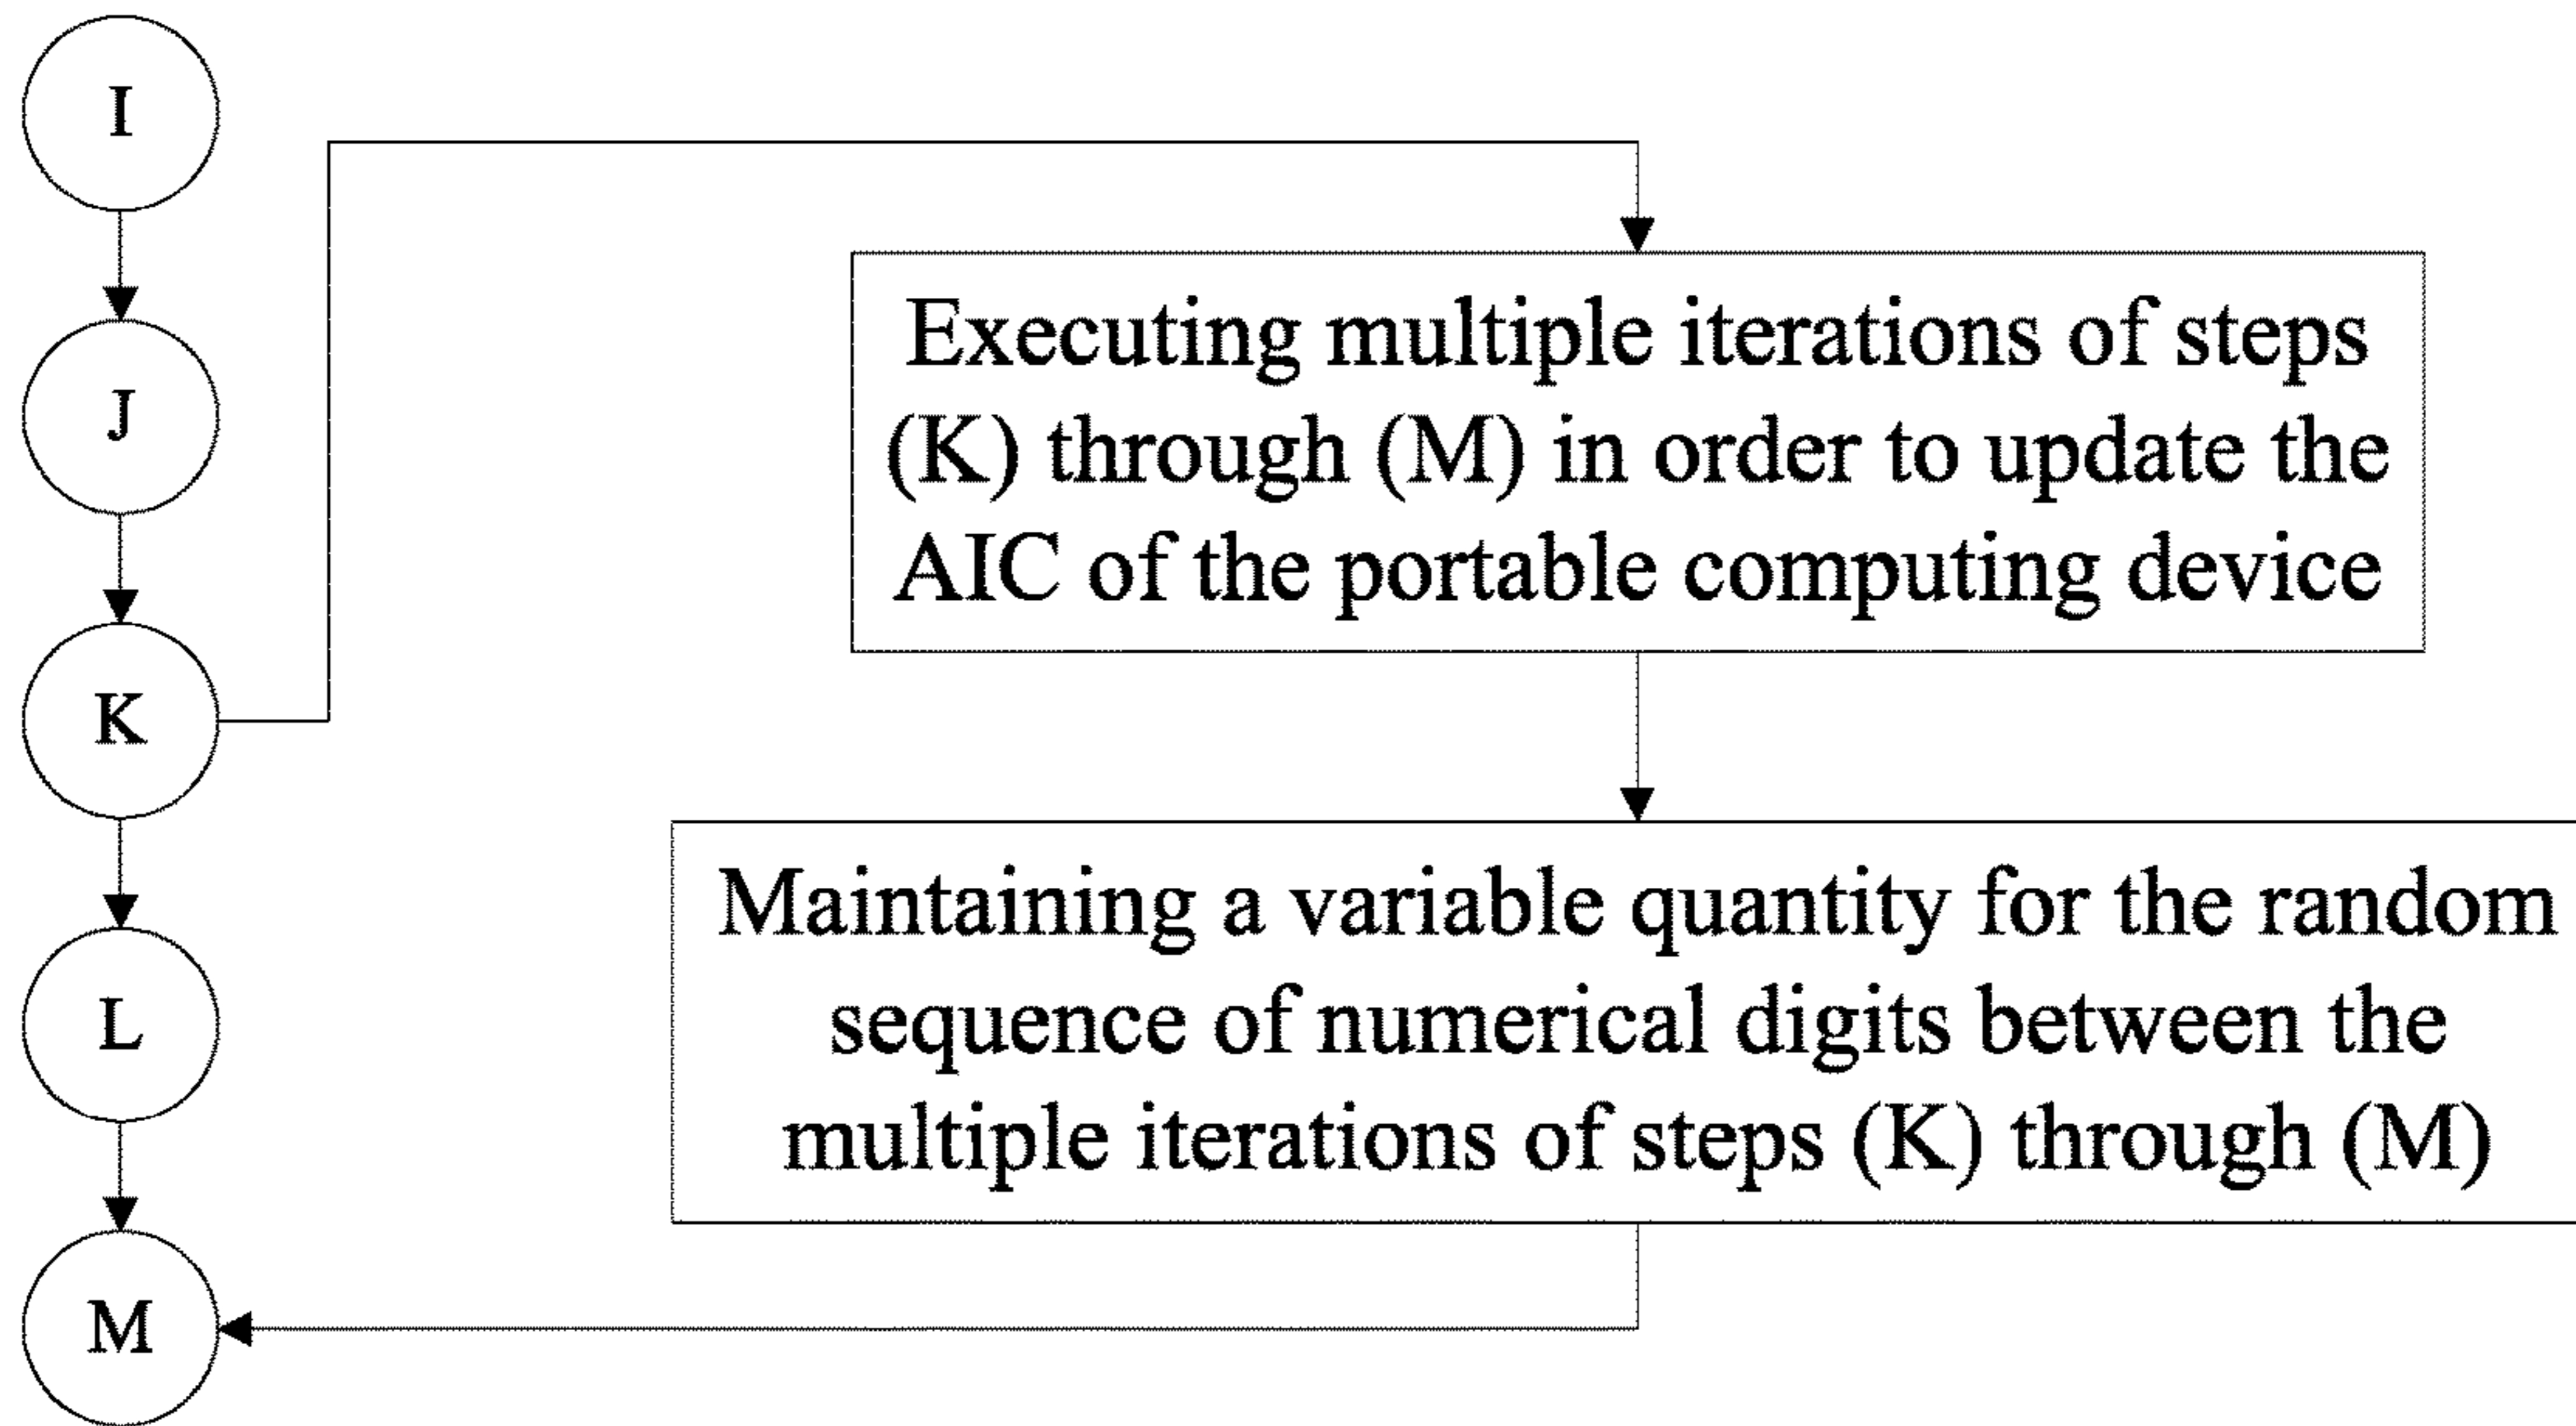 I
J
K
L
M
Executing multiple iterations of steps
(K) through (M) in order to update the
AIC of the portable computing device
Maintaining a variable quantity for the random
sequence of numerical digits between the
multiple iterations of steps (K) through (M)